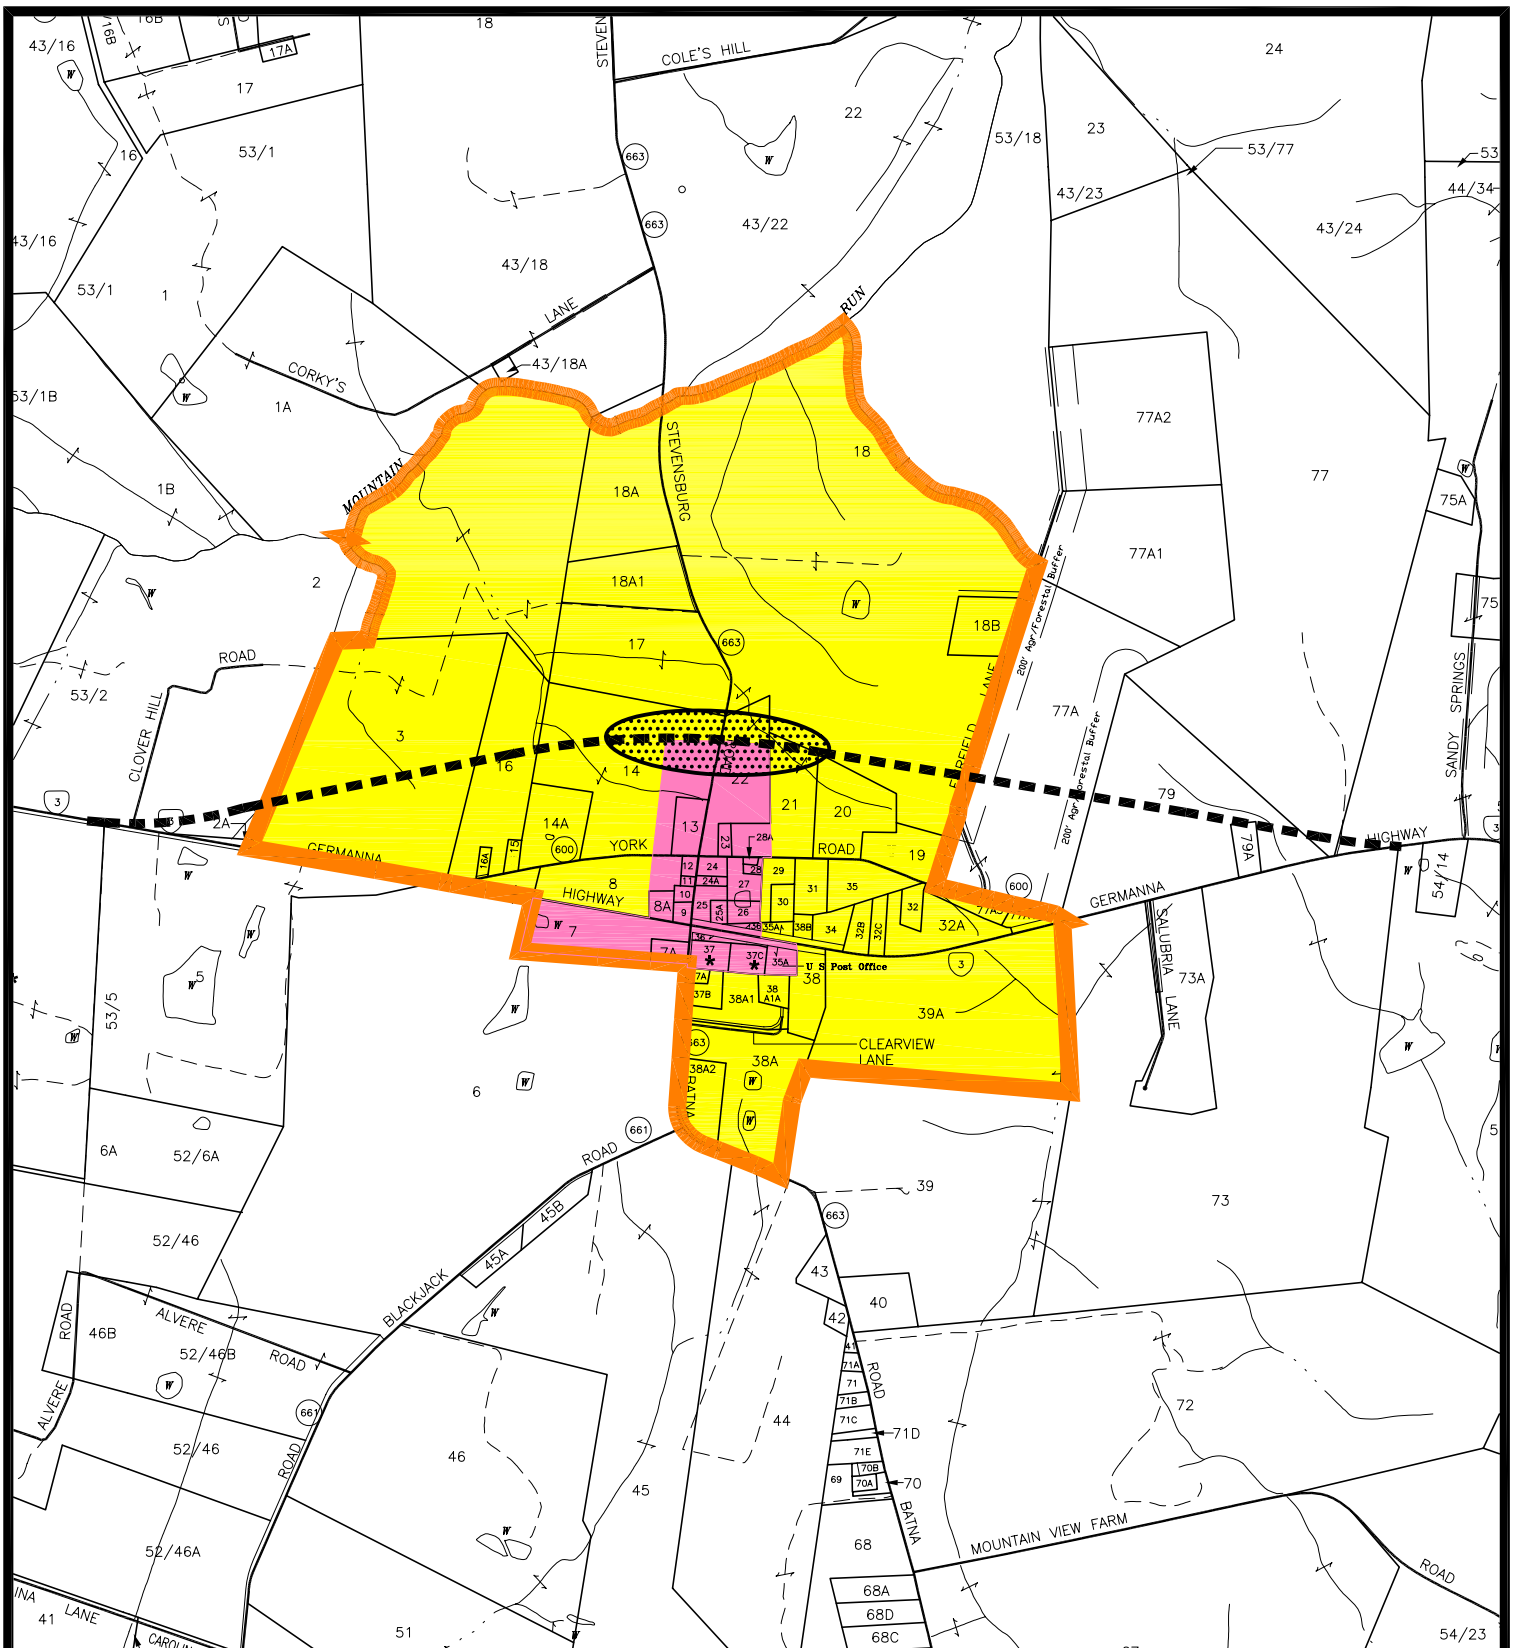 16B
18
STEVEN
24
43/16
W
17A
COLE'S HILL
17
22
23
53/18
53/77
53
16
53/1
663
W
43/23
44/34
663
43/22
43/24
43/16
43/18
53/1
1
RUN
LANE
43/18A
CORKY'S
53/1B
W
1A
77A2
STEVENSBURG
18
77
MOUNTAIN
1B
18A
W
75A
77A1
2
18A1
W
W
200' Agr/Forestal Buffer
75
18B
17
663
ROAD
53/2
LANE
SANDY SPRINGS
CLOVER HILL
77A
3
200' Agr/Forestal Buffer
16
14
22
79
3
3
2A
14A
13
21
20
3
GERMANNA
15
16A
600
YORK
23
28A
ROAD
19
79A
HIGHWAY
W
12
24
28
29
8
11
24A
27
31
35
W
54/14
HIGHWAY
10
30
32
600
GERMANNA
8A
9
25
25A
26
77A
W
7
36
35A
38B
34
32B
32C
32A
SALUBRIA
W
7A
37
37C
35A
U S Post Office
3
5
W
7A
38
73A
37B
38A1
38
A1A
39A
LANE
53/5
W
W
663
CLEARVIEW
LANE
38A
W
W
38A2
W
6
BATNA
W
661
6A
52/6A
ROAD
39
73
45B
663
52/46
45A
43
BLACKJACK
40
W
42
ROAD
46B
ALVERE
41
52/46B
ROAD
71A
ROAD
W
71
ALVERE
71B
72
661
71C
44
71D
52/46
46
71E
ROAD
70B
69
70A
70
45
BATNA
W
MOUNTAIN VIEW FARM
68
52/46A
ROAD
68A
INA
LANE
68D
41
51
W
68C
54/23